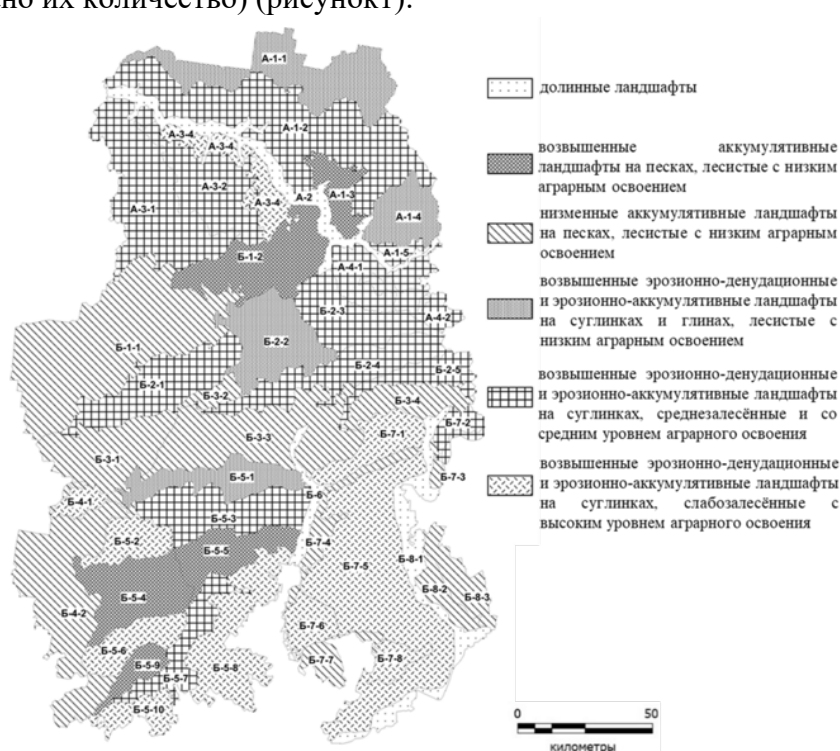 но их количество) (рисунок1).
А-1-1
А-1-2
А-3-4
А-3-4
А-3-2
А-3-1
А-3-4
А-2
А-1-3
А-1-4
А-1-5
А-4-1
Б-1-2
Б-2-3
А-4-2
Б-1-1
Б-2-2
Б-2-4
Б-2-5
Б-2-1
Б-3-2
Б-3-4
Б-7-2
Б-7-1
Б-3-3
Б-3-1
Б-7-3
Б-5-1
Б-6
Б-4-1
Б-5-3
Б-5-2
Б-5-5
Б-7-4
Б-7-5
Б-8-1
Б-8-2
Б-8-3
Б-5-4
Б-4-2
Б-7-6
Б-5-6
Б-5-9
Б-5-8
Б-7-7
Б-7-8
Б-5-7
Б-5-10
долинные ландшафты
возвышенные аккумулятивные
ландшафты на песках, лесистые с низким
аграрным освоением
низменные аккумулятивные ландшафты
на песках, лесистые с низким аграрным
освоением
возвышенные эрозионно-денудационные
и эрозионно-аккумулятивные ландшафты
на суглинках и глинах, лесистые с
низким аграрным освоением
возвышенные эрозионно-денудационные
и эрозионно-аккумулятивные ландшафты
на суглинках, среднезалесённые и со
средним уровнем аграрного освоения
возвышенные эрозионно-денудационные
и эрозионно-аккумулятивные ландшафты
на суглинках, слабозалесённые с
высоким уровнем аграрного освоения
0 50
километры